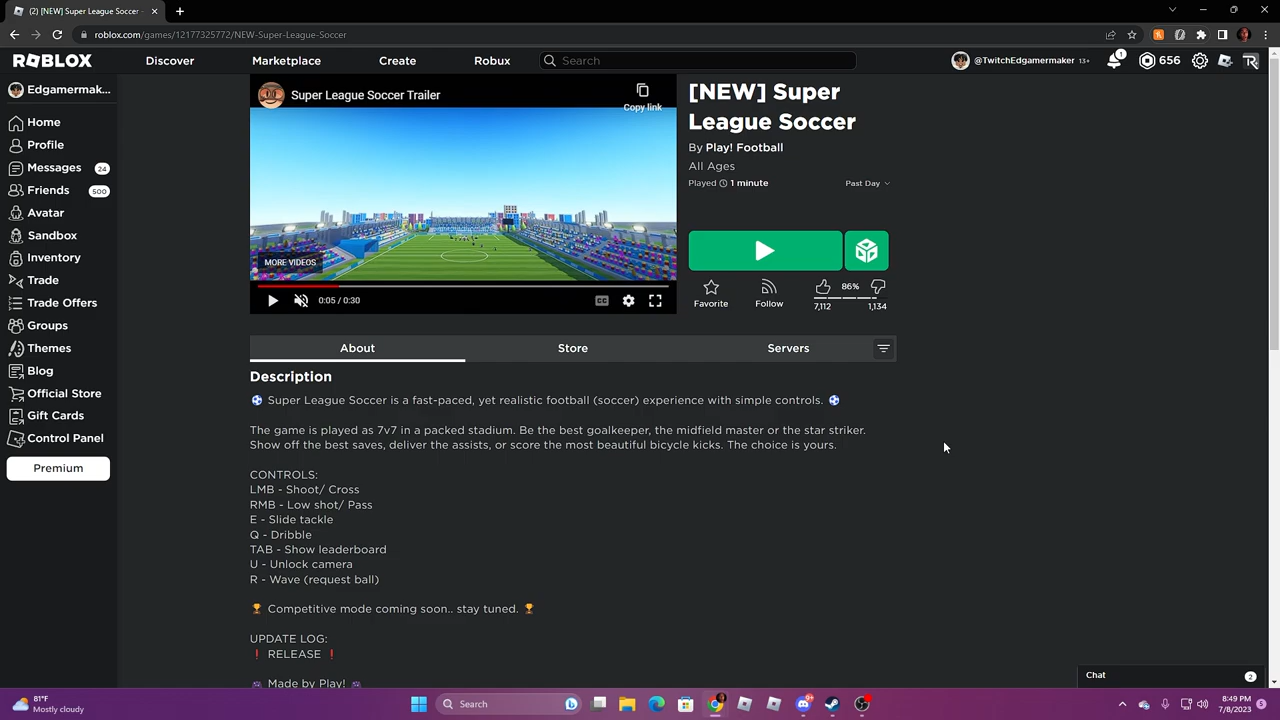 (2) [NEW] Super League Soccer -
roblox.com/games/12177325772/NEW-Super-League-Soccer
ROBLOX
Discover
Marketplace
Create
Robux
Search
@TwitchEdgamermaker 13+
1
656
Edgamermak...
Home
Profile
Messages 24
Friends 500
Avatar
Sandbox
Inventory
Trade
Trade Offers
Groups
Themes
Blog
Official Store
Gift Cards
Control Panel
Premium
Super League Soccer Trailer
Copy link
MORE VIDEOS
0:05 / 0:30
CC
[NEW] Super
League Soccer
By Play! Football
All Ages
Played 1 minute
Past Day
Favorite
Follow
86%
7,112
1,134
About
Store
Servers
Description
Super League Soccer is a fast-paced, yet realistic football (soccer) experience with simple controls.
The game is played as 7v7 in a packed stadium. Be the best goalkeeper, the midfield master or the star striker.
Show off the best saves, deliver the assists, or score the most beautiful bicycle kicks. The choice is yours.
CONTROLS:
LMB - Shoot/ Cross
RMB - Low shot/ Pass
E - Slide tackle
Q - Dribble
TAB - Show leaderboard
U - Unlock camera
R - Wave (request ball)
Competitive mode coming soon.. stay tuned.
UPDATE LOG:
❗ RELEASE ❗
Made by Play!
Chat
2
81°F
Mostly cloudy
Search
8:49 PM
7/8/2023